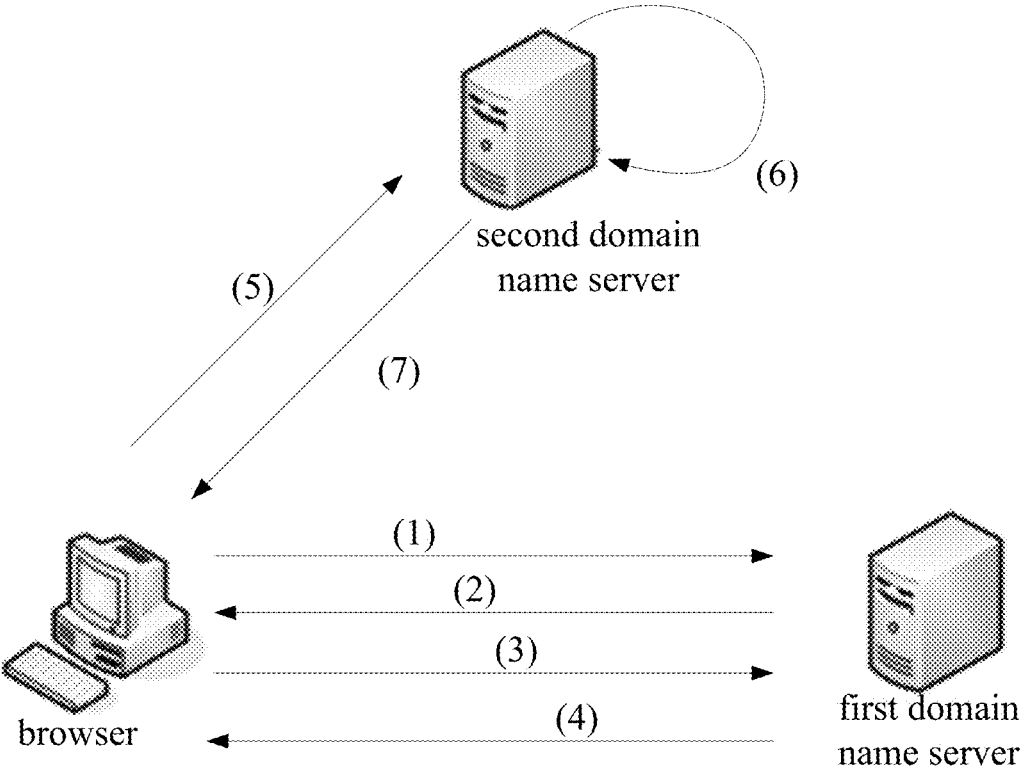 (6)
second domain
name server
(5)
(7)
(1)
(2)
(3)
(4)
browser
first domain
name server